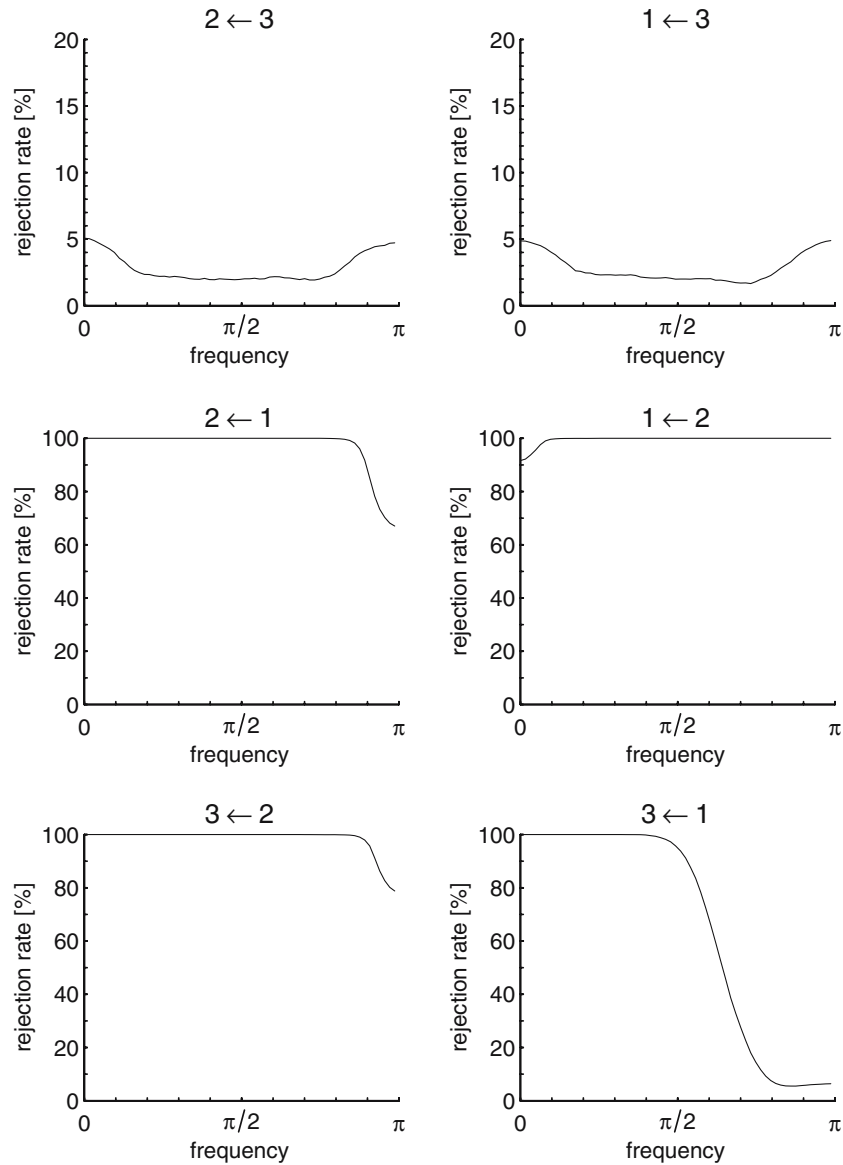 2 ← 3
20
15
10
5
0
rejection rate [%]
0
π/2
π
frequency
1 ← 3
20
15
10
5
0
rejection rate [%]
0
π/2
π
frequency
2 ← 1
100
80
60
40
20
0
rejection rate [%]
0
π/2
π
frequency
1 ← 2
100
80
60
40
20
0
rejection rate [%]
0
π/2
π
frequency
3 ← 2
100
80
60
40
20
0
rejection rate [%]
0
π/2
π
frequency
3 ← 1
100
80
60
40
20
0
rejection rate [%]
0
π/2
π
frequency